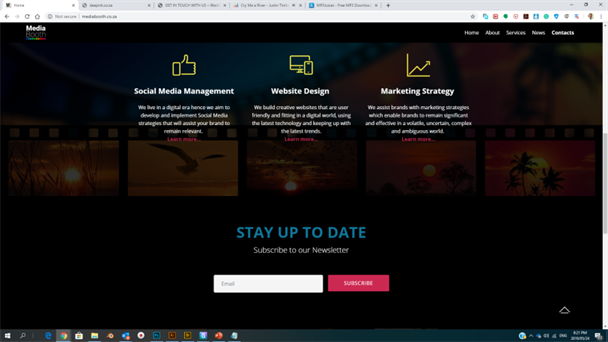 Home
neepink.co.za
GET IN TOUCH WITH US – Mari
Cry Me a River - Justin Timb
MP3Juices - Free MP3 Downloa
Not secure | mediabooth.co.za
Media
Booth
Home About Services News Contacts
Social Media Management
We live in a digital era hence we aim to
develop and implement Social Media
strategies that will assist your brand to
remain relevant.
Learn more...
Website Design
We build creative websites that are user
friendly and fitting in a digital world, using
the latest technology and keeping up with
the latest trends.
Learn more...
Marketing Strategy
We assist brands with marketing strategies
which enable brands to remain significant
and effective in a volatile, uncertain, complex
and ambiguous world.
Learn more...
STAY UP TO DATE
Subscribe to our Newsletter
Email
SUBSCRIBE
ENG
8:21 PM
2019/05/24